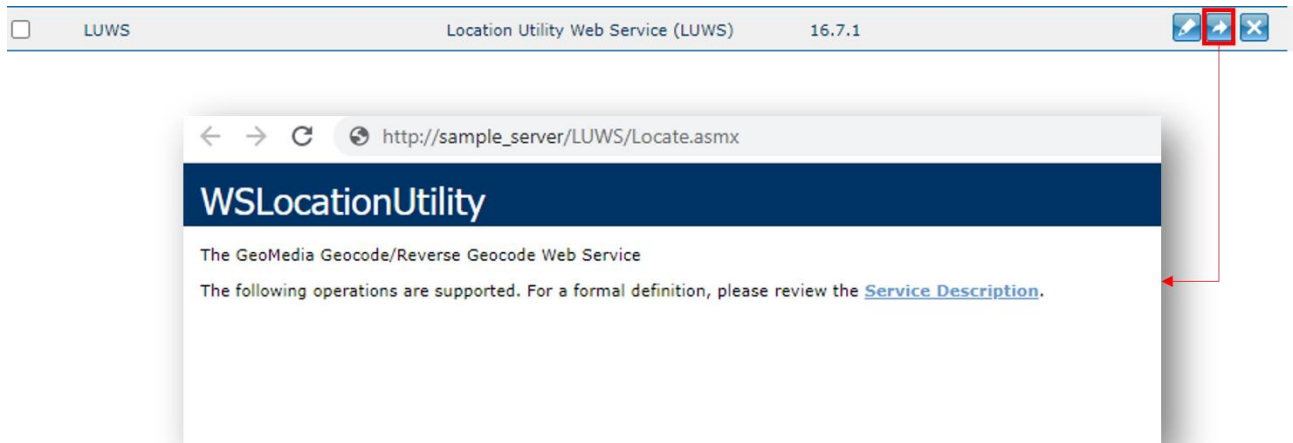 LUWS Location Utility Web Service (LUWS) 16.7.1
http://sample_server/LUWS/Locate.asmx
WSLocationUtility
The GeoMedia Geocode/Reverse Geocode Web Service
The following operations are supported. For a formal definition, please review the Service Description.